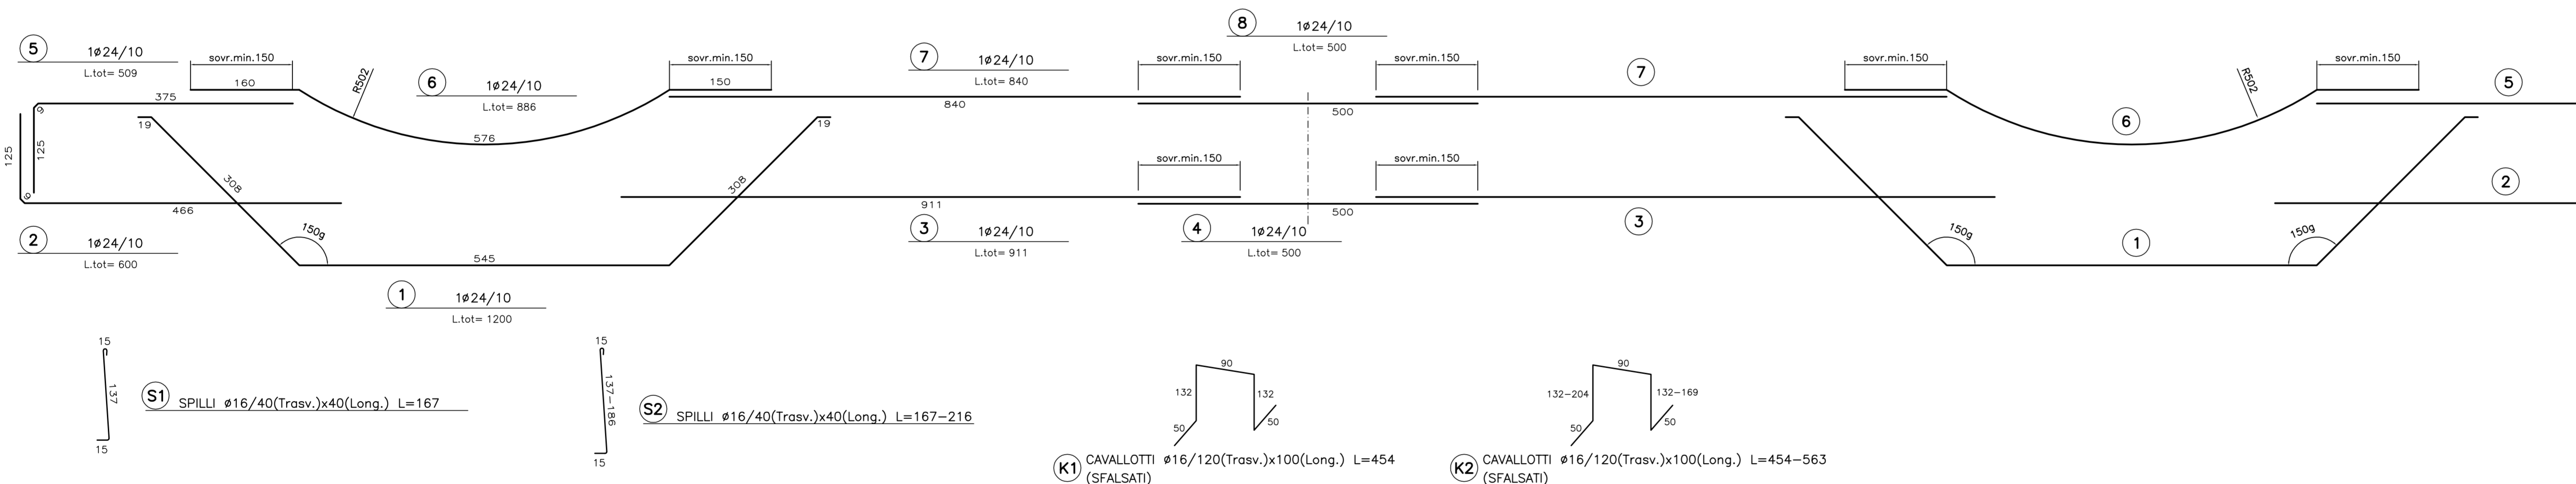 8 1ø24/10
L.tot= 500
5 1ø24/10
L.tot= 509
sovr.min.150
160
R502
6 1ø24/10
L.tot= 886
sovr.min.150
150
7 1ø24/10
L.tot= 840
sovr.min.150
sovr.min.150
7
sovr.min.150
R502
sovr.min.150
5
375
9
19
576
19
840
500
6
125
125
308
308
sovr.min.150
sovr.min.150
9
466
911
500
2
2 1ø24/10
L.tot= 600
150g
545
3 1ø24/10
L.tot= 911
4 1ø24/10
L.tot= 500
3
150g
1
150g
1 1ø24/10
L.tot= 1200
15
137
15
S1 SPILLI ø16/40(Trasv.)x40(Long.) L=167
15
137-186
15
S2 SPILLI ø16/40(Trasv.)x40(Long.) L=167-216
90
132
132
50
50
K1 CAVALLOTTI ø16/120(Trasv.)x100(Long.) L=454
(SFALSATI)
90
132-204
132-169
50
50
K2 CAVALLOTTI ø16/120(Trasv.)x100(Long.) L=454-563
(SFALSATI)